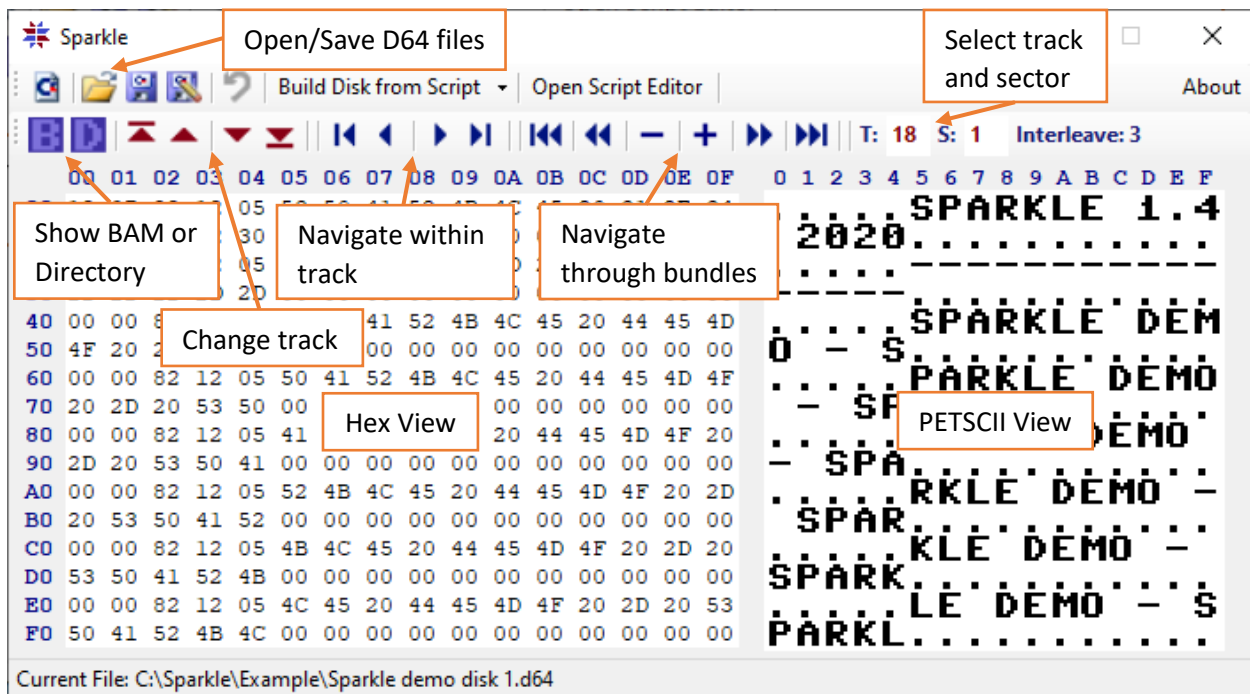 Sparkle
Open/Save D64 files
Select track
and sector
Build Disk from Script
Open Script Editor
About
B D
T: 18 S: 1 Interleave: 3
00 01 02 03 04 05 06 07 08 09 0A 0B 0C 0D 0E 0F 0 1 2 3 4 5 6 7 8 9 A B C D E F
05 .....SPARKLE 1.4
30 2020...........
05 .....-----------
2D -----...........
Show BAM or
Directory
Navigate within
track
Navigate
through bundles
Change track
40 00 00 41 52 4B 4C 45 20 44 45 4D .....SPARKLE DEM
50 4F 20 00 00 00 00 00 00 00 00 00 O - S...........
60 00 00 82 12 05 50 41 52 4B 4C 45 20 44 45 4D 4F .....PARKLE DEMO
70 20 2D 20 53 50 00 00 00 00 00 00 00 - SP
80 00 00 82 12 05 41 20 44 45 4D 4F 20 DEMO
Hex View
PETSCII View
90 2D 20 53 50 41 00 00 00 00 00 00 00 00 00 00 00 - SPA...........
A0 00 00 82 12 05 52 4B 4C 45 20 44 45 4D 4F 20 2D .....RKLE DEMO -
B0 20 53 50 41 52 00 00 00 00 00 00 00 00 00 00 00 SPAR...........
C0 00 00 82 12 05 4B 4C 45 20 44 45 4D 4F 20 2D 20 .....KLE DEMO -
D0 53 50 41 52 4B 00 00 00 00 00 00 00 00 00 00 00 SPARK...........
E0 00 00 82 12 05 4C 45 20 44 45 4D 4F 20 2D 20 53 .....LE DEMO - S
F0 50 41 52 4B 4C 00 00 00 00 00 00 00 00 00 00 00 PARKL...........
Current File: C:\Sparkle\Example\Sparkle demo disk 1.d64